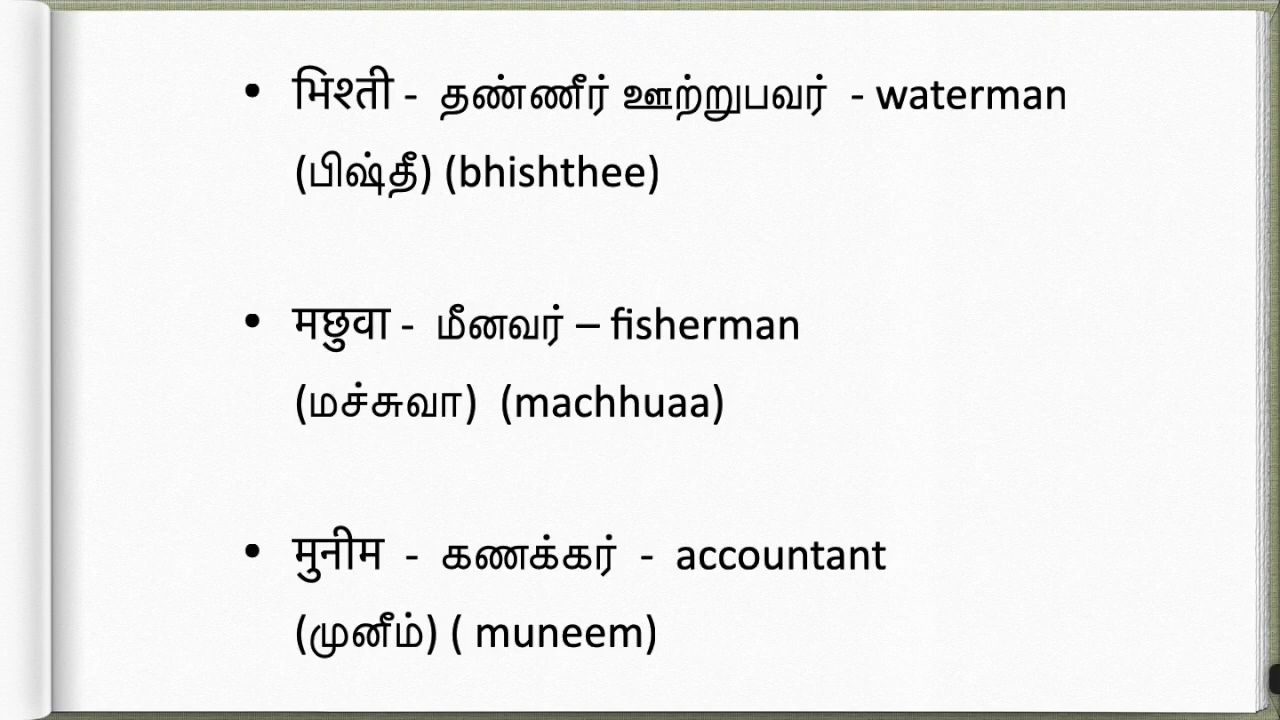 • भिश्ती - தண்ணீர் ஊற்றுபவர் - waterman
(பிஷ்தீ) (bhishthee)
• मछुवा - மீனவர் – fisherman
(மச்சுவா) (machhuaa)
• मुनीम - கணக்கர் - accountant
(முனீம்) ( muneem)